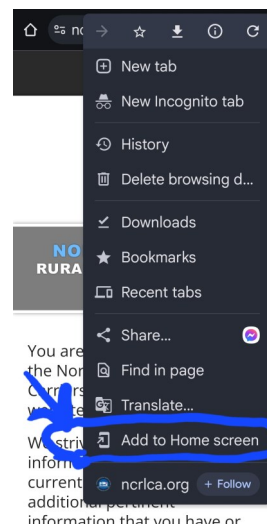 nc
New tab
New Incognito tab
History
Delete browsing d...
Downloads
Bookmarks
Recent tabs
Share...
Find in page
Translate...
Add to Home screen
ncrlca.org + Follow
NO
RURA
You are
the Nor
We striv
inform
current
additional pertinent
information that you have or